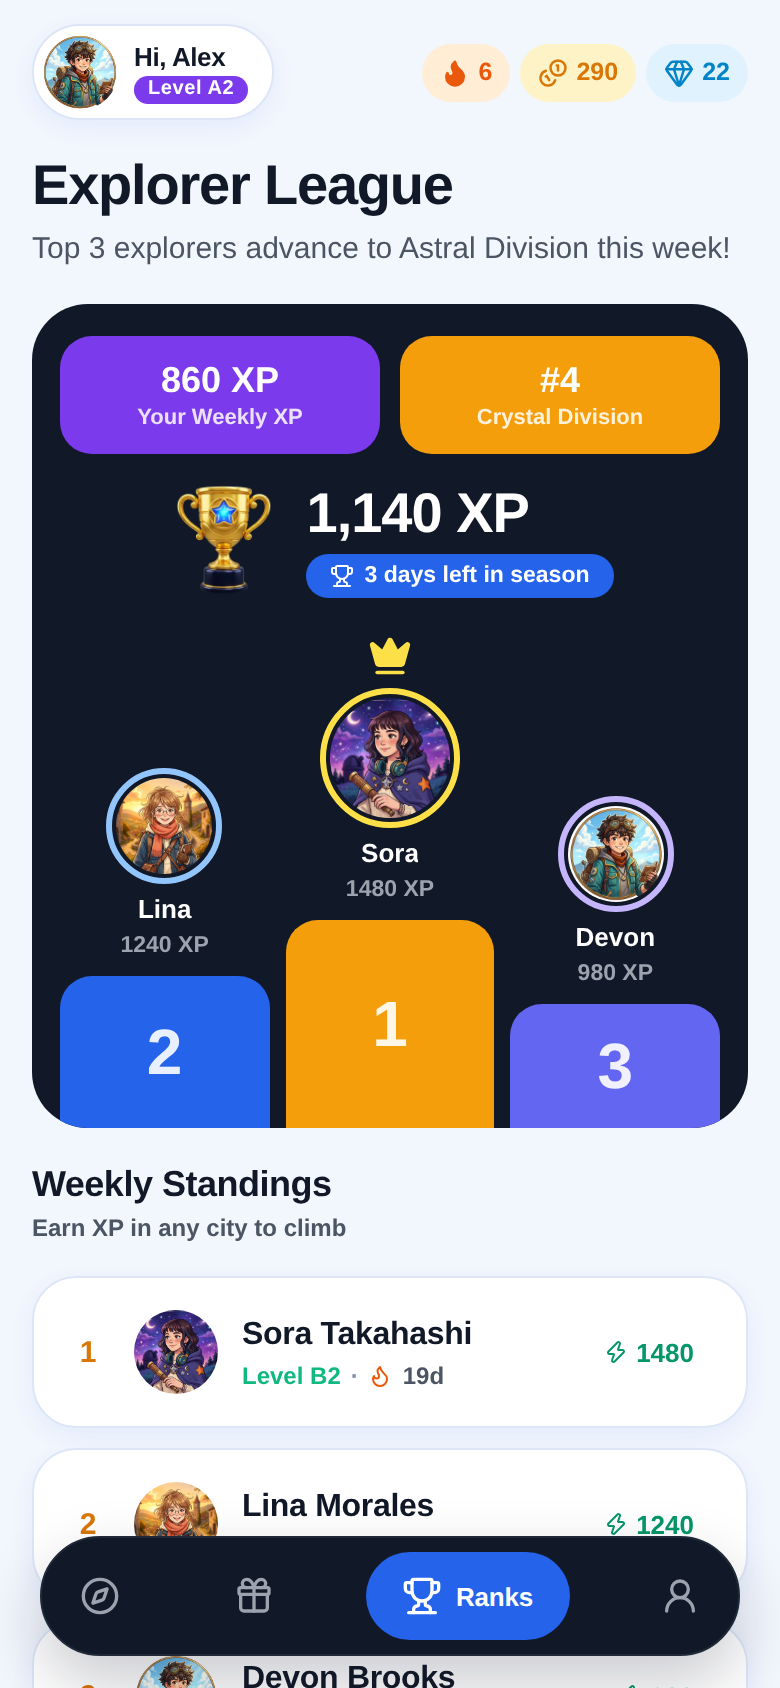 Hi, Alex
Level A2
6
290
22
Explorer League
Top 3 explorers advance to Astral Division this week!
860 XP
Your Weekly XP
#4
Crystal Division
1,140 XP
3 days left in season
Sora
1480 XP
Lina
1240 XP
Devon
980 XP
2
1
3
Weekly Standings
Earn XP in any city to climb
1
Sora Takahashi
1480
Level B2 · 19d
2
Lina Morales
1240
Ranks
Devon Brooks